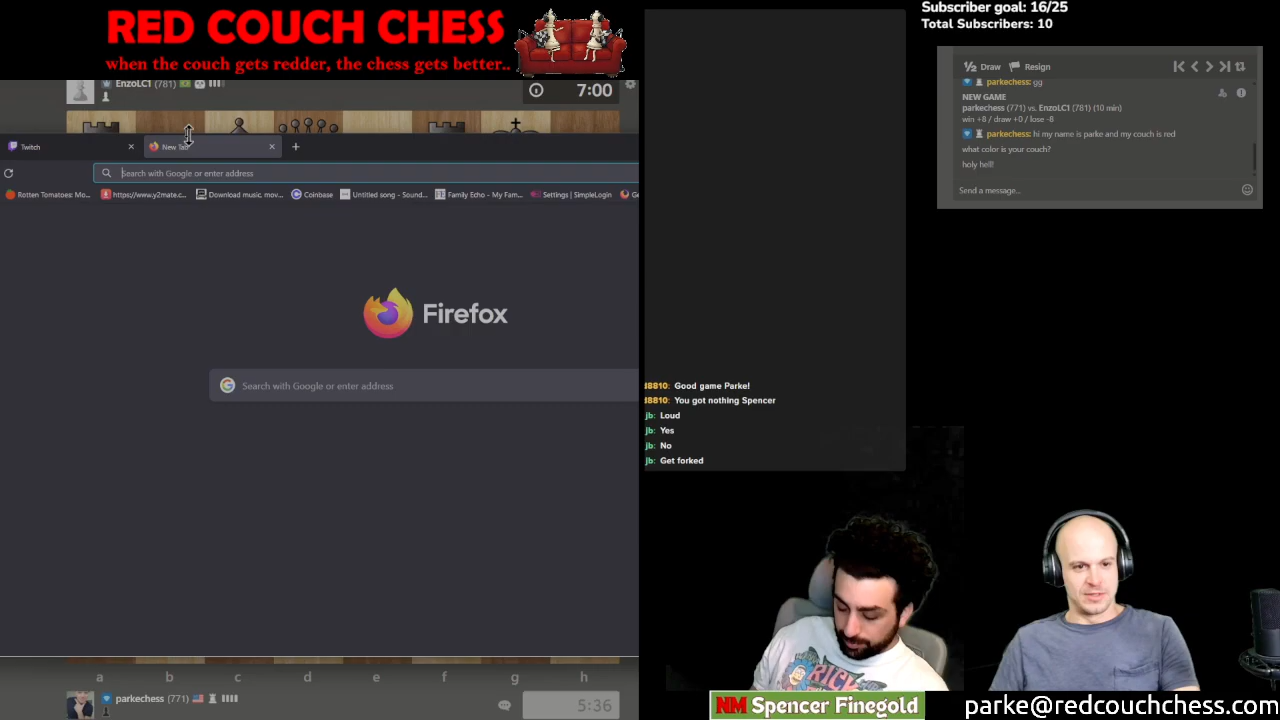 RED COUCH CHESS
when the couch gets redder, the chess gets better..
Subscriber goal: 16/25
Total Subscribers: 10
EnzoLC1 (781)
7:00
½ Draw Resign
parkechess: gg
NEW GAME
parkechess (771) vs. EnzoLC1 (781) (10 min)
win +8 / draw +0 / lose -8
parkechess: hi my name is parke and my couch is red
what color is your couch?
holy hell!
Send a message...
Twitch
New Tab
Search with Google or enter address
Rotten Tomatoes: Mo...
https://www.y2mate.c...
Download music, mov...
Coinbase
Untitled song - Sound...
Family Echo - My Fam...
Settings | SimpleLogin
Firefox
Search with Google or enter address
8810: Good game Parke!
8810: You got nothing Spencer
jb: Loud
jb: Yes
jb: No
jb: Get forked
a b c d e f g h
parkechess (771)
5:36
NM Spencer Finegold
parke@redcouchchess.com
RICK